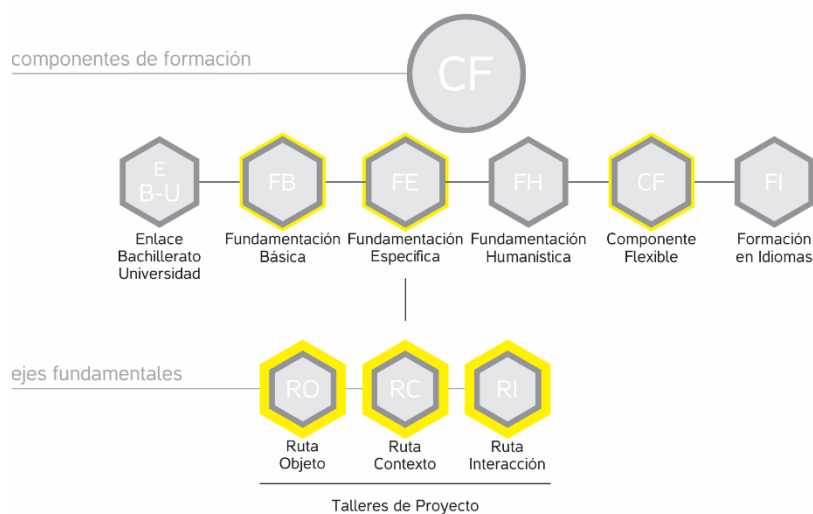 componentes de formación
CF
E
B-U
FB
FE
FH
CF
FI
Enlace
Bachillerato
Universidad
Fundamentación
Básica
Fundamentación
Específica
Fundamentación
Humanística
Componente
Flexible
Formación
en Idiomas
ejes fundamentales
RO
RC
RI
Ruta
Objeto
Ruta
Contexto
Ruta
Interacción
Talleres de Proyecto